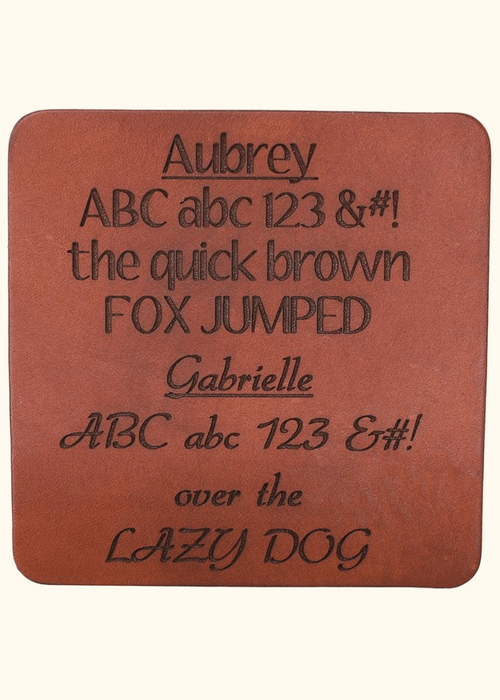 Aubrey
ABC abc 123 &#!
the quick brown
FOX JUMPED
Gabrielle
ABC abc 123 &#!
over the
LAZY DOG